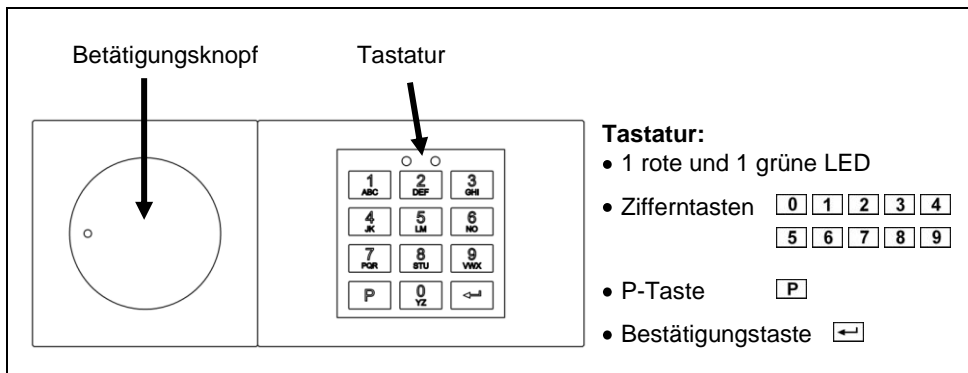 Betätigungsknopf Tastatur
1 2 3
ABC DEF GHI
4 5 6
JK LM NO
7 8 9
PQR STU VWX
P 0
YZ
Tastatur:
• 1 rote und 1 grüne LED
• Zifferntasten 0 1 2 3 4
5 6 7 8 9
• P-Taste P
• Bestätigungstaste